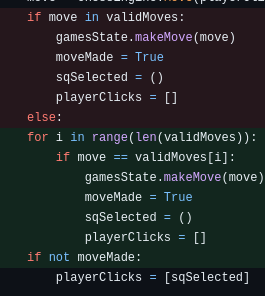 if move in validMoves:
gamesState.makeMove(move)
moveMade = True
sqSelected = ()
playerClicks = []
else:
for i in range(len(validMoves)):
if move == validMoves[i]:
gamesState.makeMove(move)
moveMade = True
sqSelected = ()
playerClicks = []
if not moveMade:
playerClicks = [sqSelected]